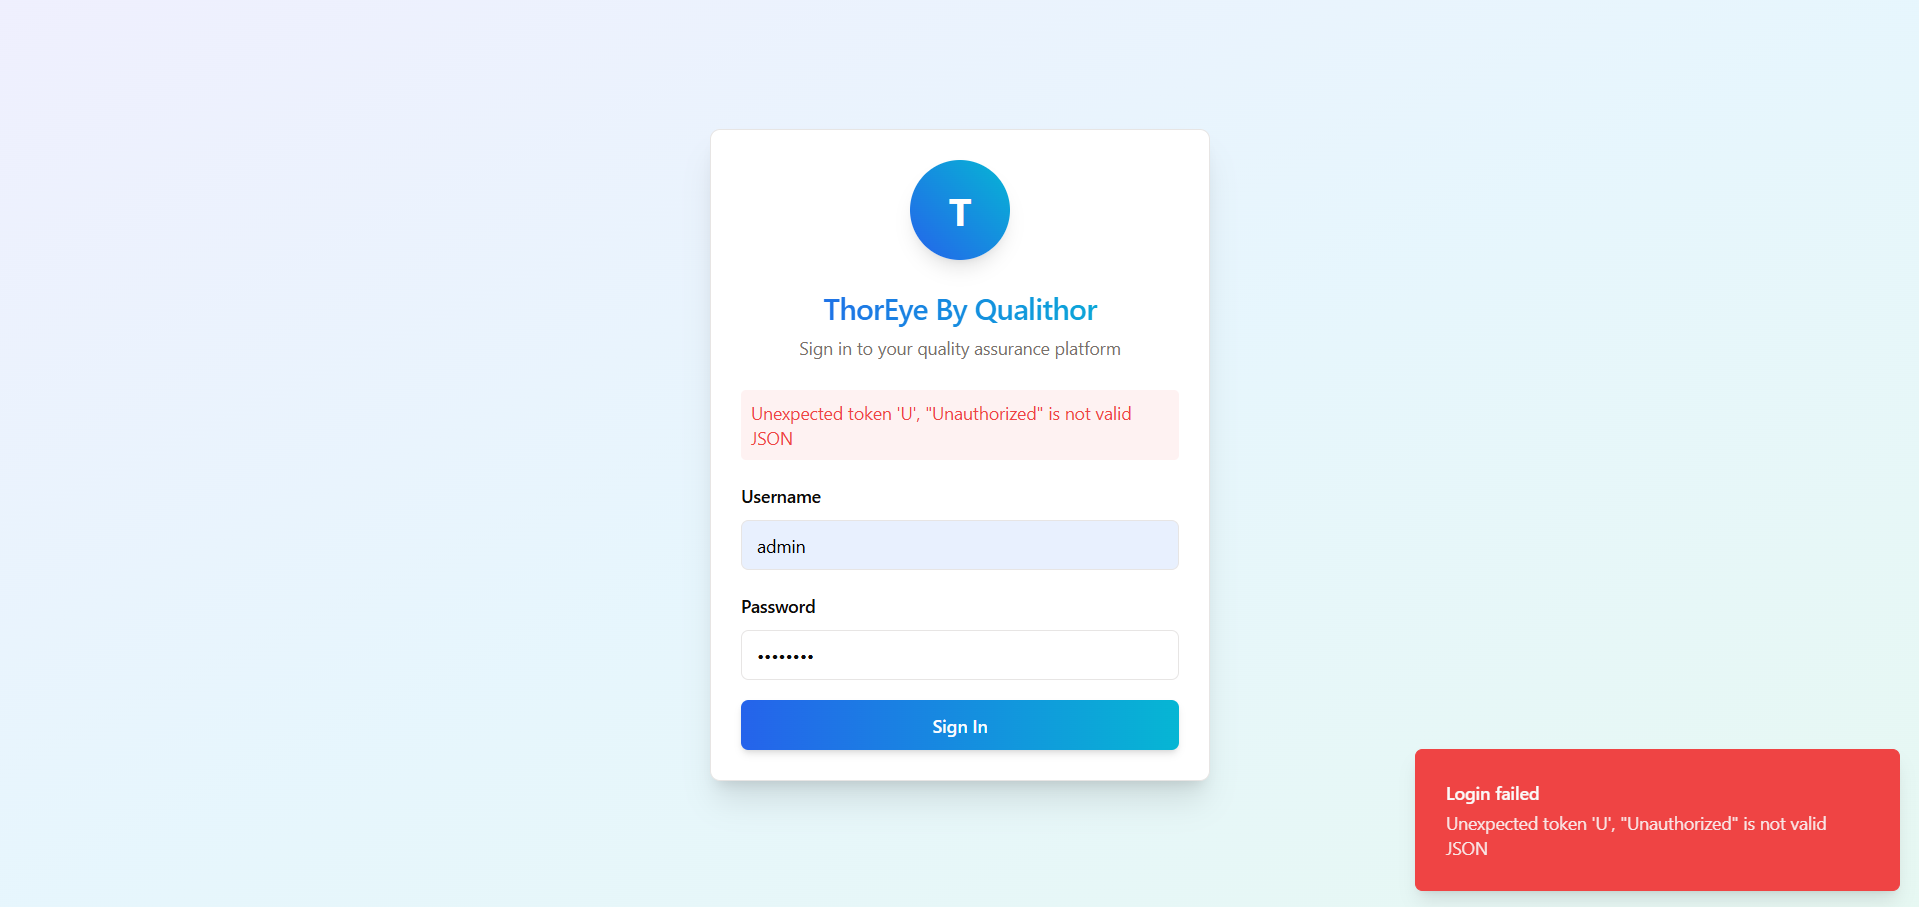 T
ThorEye By Qualithor
Sign in to your quality assurance platform
Unexpected token 'U', "Unauthorized" is not valid
JSON
Username
admin
Password
••••••••
Sign In
Login failed
Unexpected token 'U', "Unauthorized" is not valid
JSON